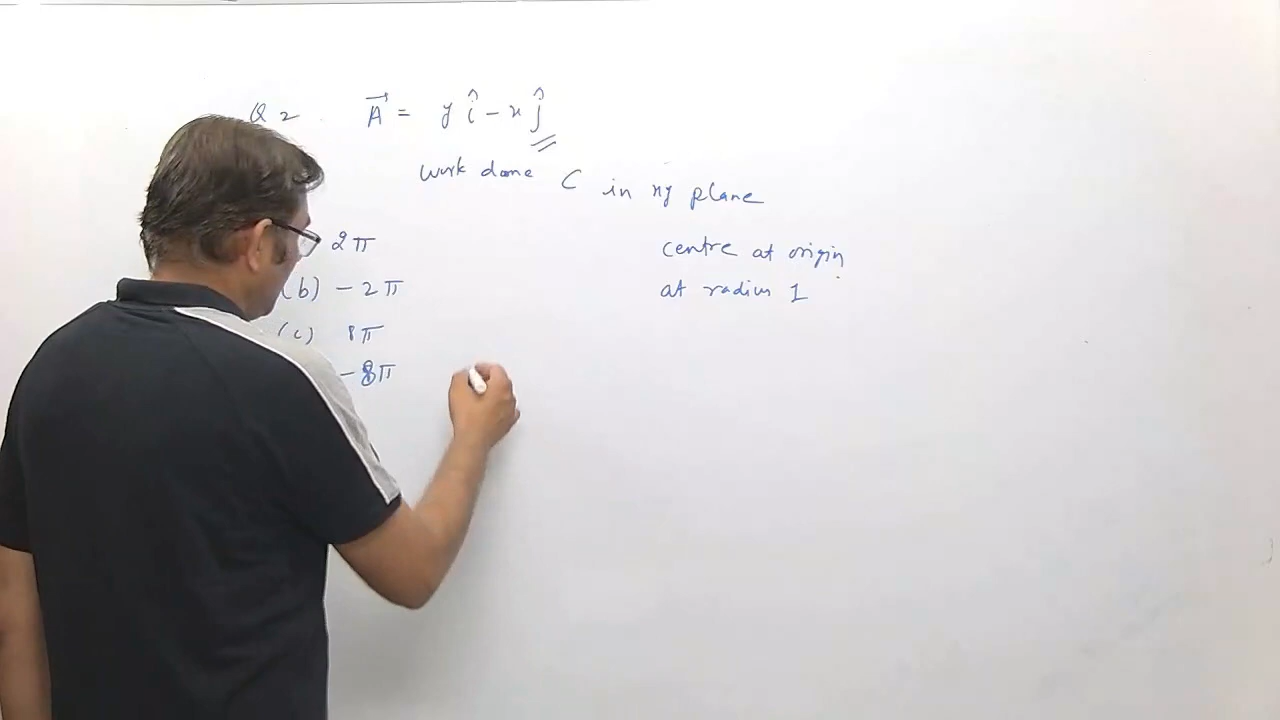 Q 2. A = y i - x j
work done C in xy plane
2π
centre at origin
(b) - 2π
at radius 1
(c) 8π
- 8π